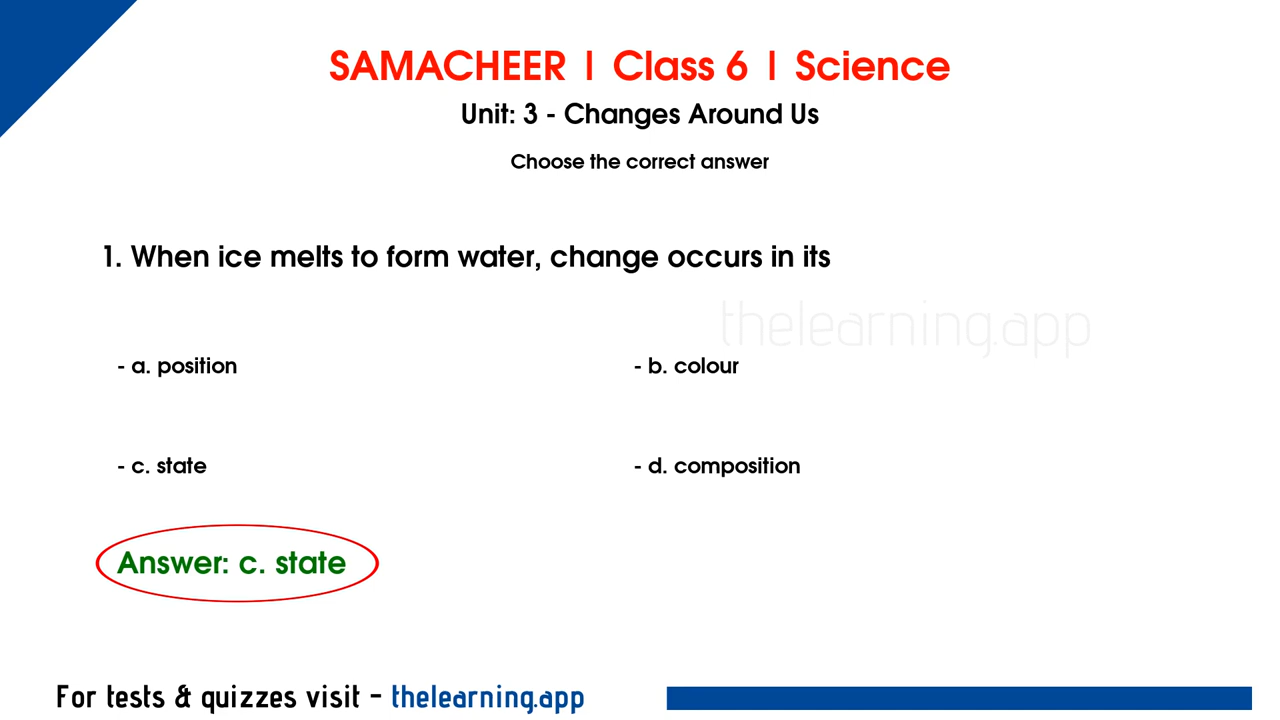 SAMACHEER | Class 6 | Science
Unit: 3 - Changes Around Us
Choose the correct answer
1. When ice melts to form water, change occurs in its
thelearning.app
- a. position - b. colour
- c. state - d. composition
Answer: c. state
For tests & quizzes visit - thelearning.app